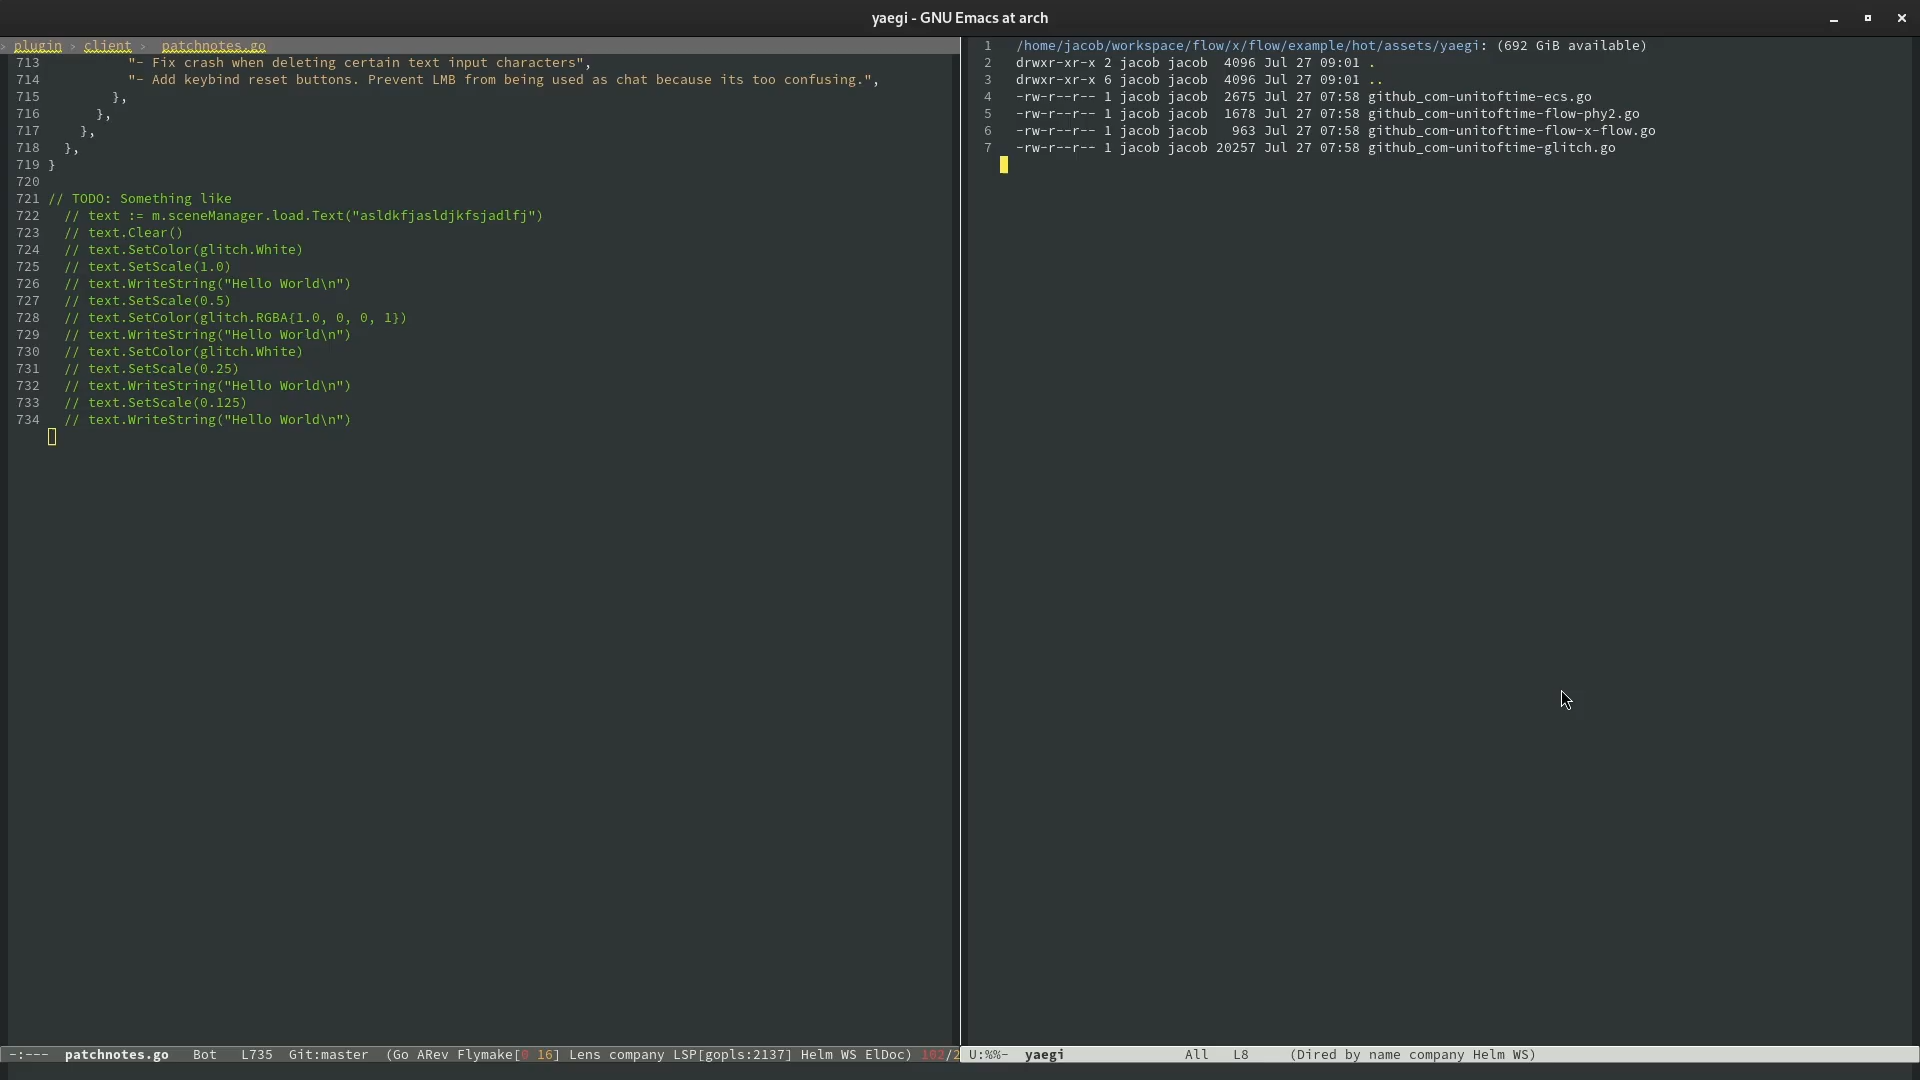 yaegi - GNU Emacs at arch
› plugin › client › patchnotes.go
713 "- Fix crash when deleting certain text input characters",
714 "- Add keybind reset buttons. Prevent LMB from being used as chat because its too confusing.",
715 },
716 },
717 },
718 },
719 }
720
721 // TODO: Something like
722 // text := m.sceneManager.load.Text("asldkfjasldjkfsjadlfj")
723 // text.Clear()
724 // text.SetColor(glitch.White)
725 // text.SetScale(1.0)
726 // text.WriteString("Hello World\n")
727 // text.SetScale(0.5)
728 // text.SetColor(glitch.RGBA{1.0, 0, 0, 1})
729 // text.WriteString("Hello World\n")
730 // text.SetColor(glitch.White)
731 // text.SetScale(0.25)
732 // text.WriteString("Hello World\n")
733 // text.SetScale(0.125)
734 // text.WriteString("Hello World\n")
-:--- patchnotes.go Bot L735 Git:master (Go ARev Flymake[0 16] Lens company LSP[gopls:2137] Helm WS ElDoc) 102/2
1 /home/jacob/workspace/flow/x/flow/example/hot/assets/yaegi: (692 GiB available)
2 drwxr-xr-x 2 jacob jacob 4096 Jul 27 09:01 .
3 drwxr-xr-x 6 jacob jacob 4096 Jul 27 09:01 ..
4 -rw-r--r-- 1 jacob jacob 2675 Jul 27 07:58 github_com-unitoftime-ecs.go
5 -rw-r--r-- 1 jacob jacob 1678 Jul 27 07:58 github_com-unitoftime-flow-phy2.go
6 -rw-r--r-- 1 jacob jacob 963 Jul 27 07:58 github_com-unitoftime-flow-x-flow.go
7 -rw-r--r-- 1 jacob jacob 20257 Jul 27 07:58 github_com-unitoftime-glitch.go
U:%%- yaegi All L8 (Dired by name company Helm WS)